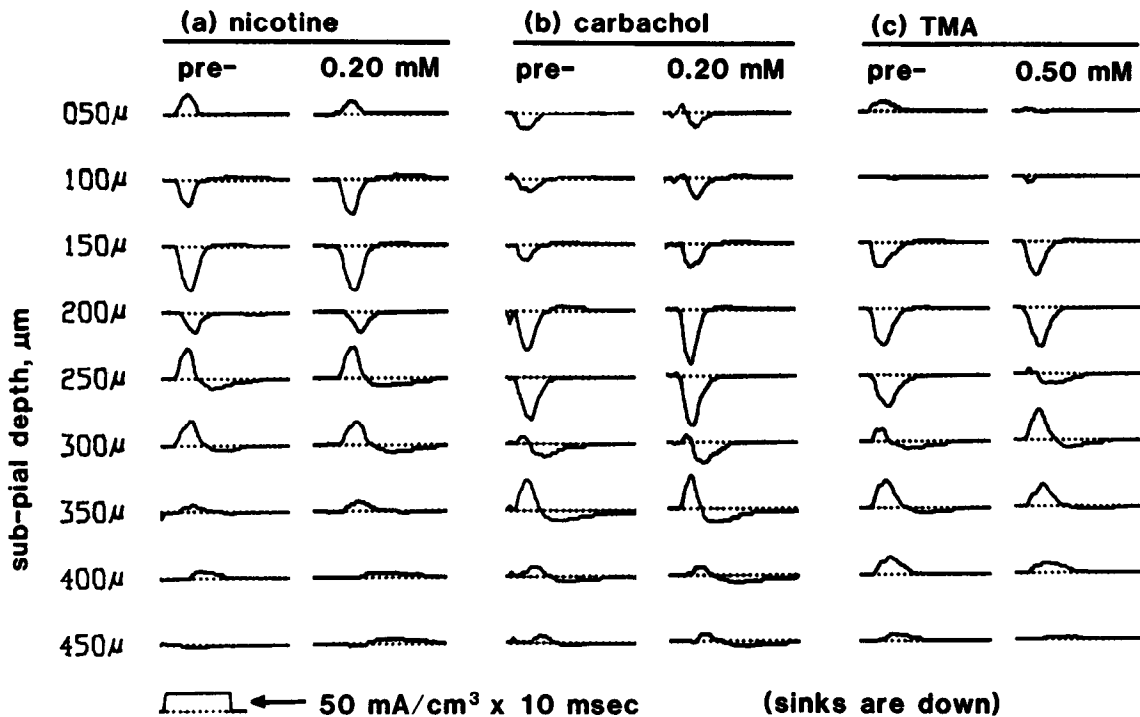 (a) nicotine (b) carbachol (c) TMA
pre- 0.20 mM pre- 0.20 mM pre- 0.50 mM
sub-pial depth, μm
050μ
100μ
150μ
200μ
250μ
300μ
350μ
400μ
450μ
50 mA/cm³ x 10 msec (sinks are down)